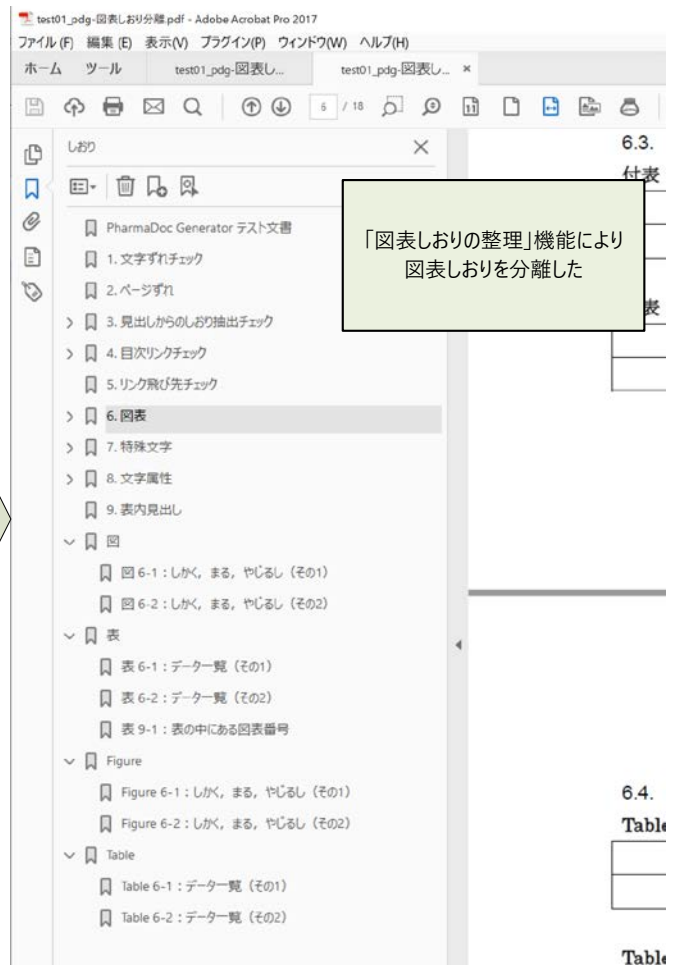 test01_pdg-図表しおり分離.pdf - Adobe Acrobat Pro 2017
ファイル(F) 編集(E) 表示(V) プラグイン(P) ウィンドウ(W) ヘルプ(H)
ホーム ツール test01_pdg-図表し... test01_pdg-図表し... ×
6 / 18
しおり
「図表しおりの整理」機能により
図表しおりを分離した
PharmaDoc Generator テスト文書
1. 文字ずれチェック
2. ページずれ
3. 見出しからのしおり抽出チェック
4. 目次リンクチェック
5. リンク飛び先チェック
6. 図表
7. 特殊文字
8. 文字属性
9. 表内見出し
図
図 6-1：しかく，まる，やじるし（その1）
図 6-2：しかく，まる，やじるし（その2）
表
表 6-1：データ一覧（その1）
表 6-2：データ一覧（その2）
表 9-1：表の中にある図表番号
Figure
Figure 6-1：しかく，まる，やじるし（その1）
Figure 6-2：しかく，まる，やじるし（その2）
Table
Table 6-1：データ一覧（その1）
Table 6-2：データ一覧（その2）
6.3.
付表
表
6.4.
Table
Table